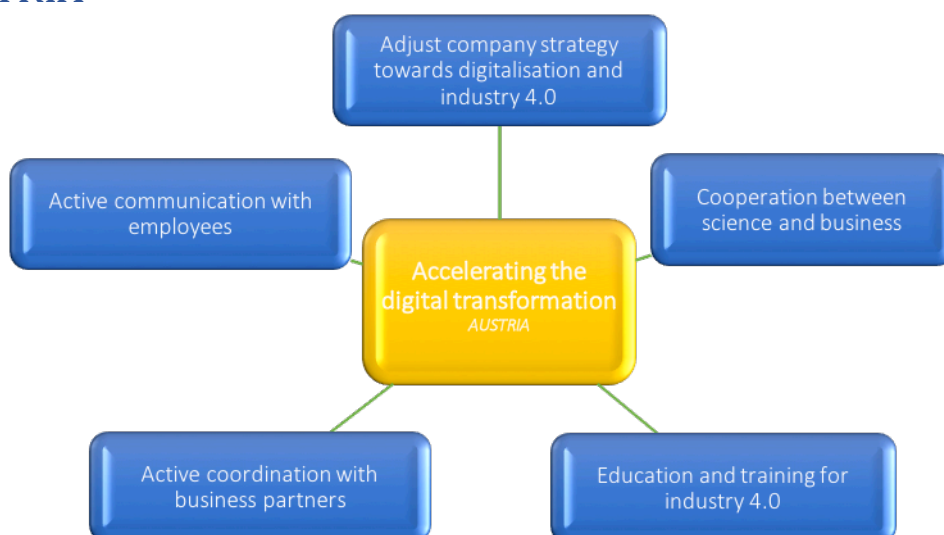 Adjust company strategy
towards digitalisation and
industry 4.0
Active communication with
employees
Cooperation between
science and business
Accelerating the
digital transformation
AUSTRIA
Active coordination with
business partners
Education and training for
industry 4.0